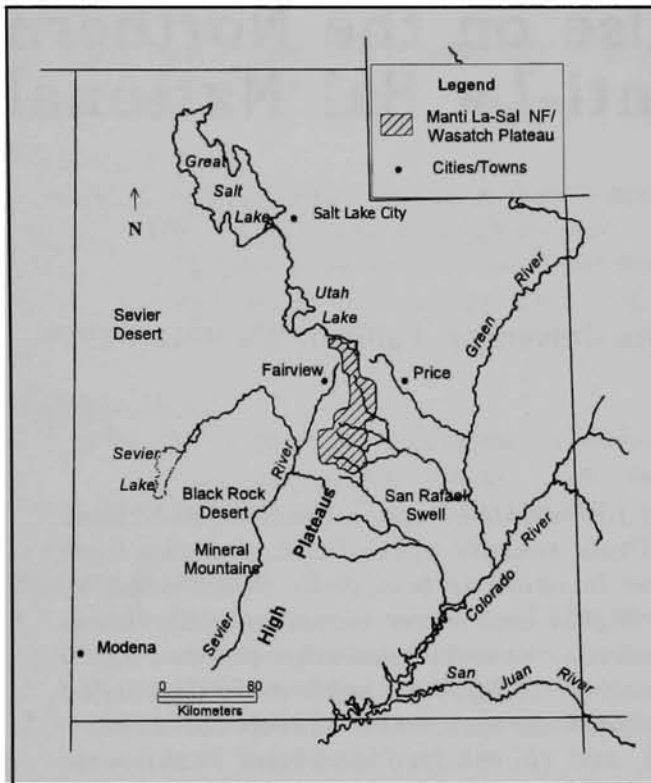 Legend
Manti La-Sal NF/
Wasatch Plateau
Cities/Towns
Great
Salt
Lake
Salt Lake City
N
Utah
Lake
Sevier
Desert
Fairview
Price
Green
River
Sevier
Lake
River
Black Rock
Desert
San Rafael
Swell
Plateaus
Mineral
Mountains
High
Sevier
Colorado
River
Modena
San
Juan
River
0
80
Kilometers